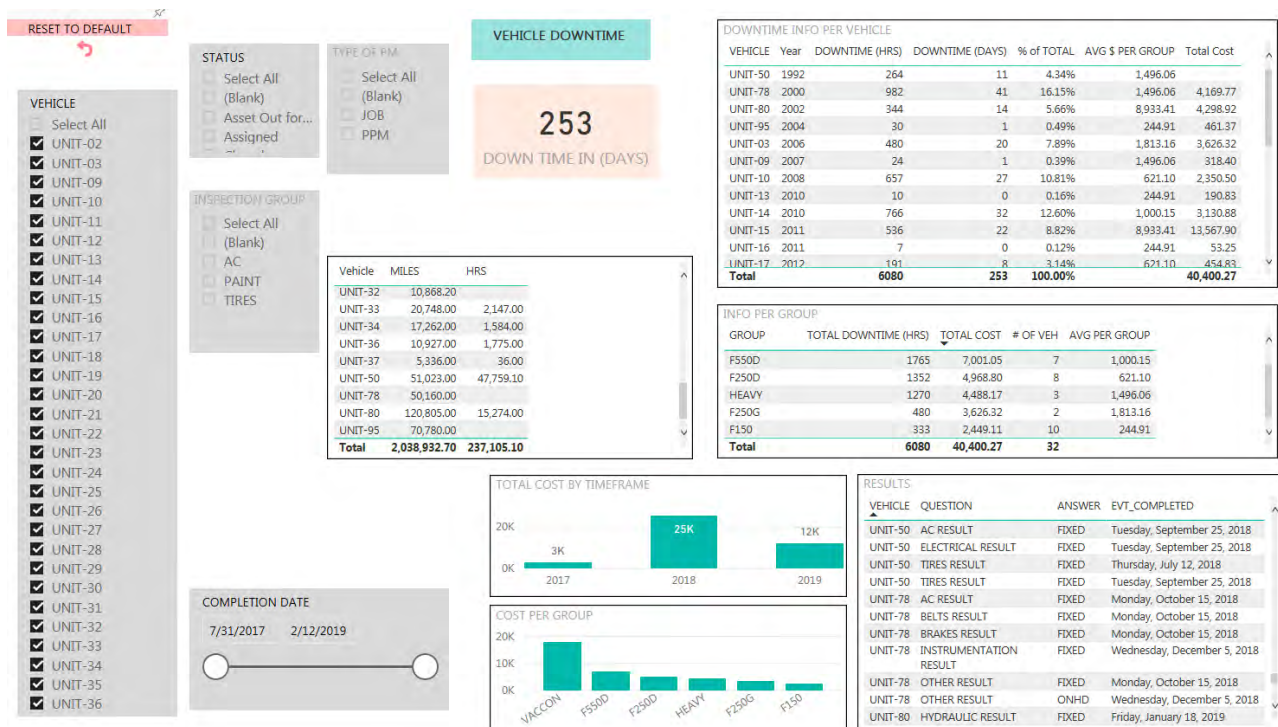 RESET TO DEFAULT
VEHICLE
Select All
UNIT-02
UNIT-03
UNIT-09
UNIT-10
UNIT-11
UNIT-12
UNIT-13
UNIT-14
UNIT-15
UNIT-16
UNIT-17
UNIT-18
UNIT-19
UNIT-20
UNIT-21
UNIT-22
UNIT-23
UNIT-24
UNIT-25
UNIT-26
UNIT-27
UNIT-28
UNIT-29
UNIT-30
UNIT-31
UNIT-32
UNIT-33
UNIT-34
UNIT-35
UNIT-36
STATUS
Select All
(Blank)
Asset Out for...
Assigned
TYPE OF PM
Select All
(Blank)
JOB
PPM
INSPECTION GROUP
Select All
(Blank)
AC
PAINT
TIRES
VEHICLE DOWNTIME
253
DOWN TIME IN (DAYS)
Vehicle MILES HRS
UNIT-32 10,868.20
UNIT-33 20,748.00 2,147.00
UNIT-34 17,262.00 1,584.00
UNIT-36 10,927.00 1,775.00
UNIT-37 5,336.00 36.00
UNIT-50 51,023.00 47,759.10
UNIT-78 50,160.00
UNIT-80 120,805.00 15,274.00
UNIT-95 70,780.00
Total 2,038,932.70 237,105.10
COMPLETION DATE
7/31/2017 2/12/2019
DOWNTIME INFO PER VEHICLE
VEHICLE Year DOWNTIME (HRS) DOWNTIME (DAYS) % of TOTAL AVG $ PER GROUP Total Cost
UNIT-50 1992 264 11 4.34% 1,496.06
UNIT-78 2000 982 41 16.15% 1,496.06 4,169.77
UNIT-80 2002 344 14 5.66% 8,933.41 4,298.92
UNIT-95 2004 30 1 0.49% 244.91 461.37
UNIT-03 2006 480 20 7.89% 1,813.16 3,626.32
UNIT-09 2007 24 1 0.39% 1,496.06 318.40
UNIT-10 2008 657 27 10.81% 621.10 2,350.50
UNIT-13 2010 10 0 0.16% 244.91 190.83
UNIT-14 2010 766 32 12.60% 1,000.15 3,130.88
UNIT-15 2011 536 22 8.82% 8,933.41 13,567.90
UNIT-16 2011 7 0 0.12% 244.91 53.25
UNIT-17 2012 191 8 3.14% 621.10 454.83
Total 6080 253 100.00% 40,400.27
INFO PER GROUP
GROUP TOTAL DOWNTIME (HRS) TOTAL COST # OF VEH AVG PER GROUP
F550D 1765 7,001.05 7 1,000.15
F250D 1352 4,968.80 8 621.10
HEAVY 1270 4,488.17 3 1,496.06
F250G 480 3,626.32 2 1,813.16
F150 333 2,449.11 10 244.91
Total 6080 40,400.27 32
TOTAL COST BY TIMEFRAME
20K
0K
3K
25K
12K
2017 2018 2019
COST PER GROUP
20K
10K
0K
VACCON F550D F250D HEAVY F250G F150
RESULTS
VEHICLE QUESTION ANSWER EVT_COMPLETED
UNIT-50 AC RESULT FIXED Tuesday, September 25, 2018
UNIT-50 ELECTRICAL RESULT FIXED Tuesday, September 25, 2018
UNIT-50 TIRES RESULT FIXED Thursday, July 12, 2018
UNIT-50 TIRES RESULT FIXED Tuesday, September 25, 2018
UNIT-78 AC RESULT FIXED Monday, October 15, 2018
UNIT-78 BELTS RESULT FIXED Monday, October 15, 2018
UNIT-78 BRAKES RESULT FIXED Monday, October 15, 2018
UNIT-78 INSTRUMENTATION FIXED Wednesday, December 5, 2018
RESULT
UNIT-78 OTHER RESULT FIXED Monday, October 15, 2018
UNIT-78 OTHER RESULT ONHD Wednesday, December 5, 2018
UNIT-80 HYDRAULIC RESULT FIXED Friday, January 18, 2019